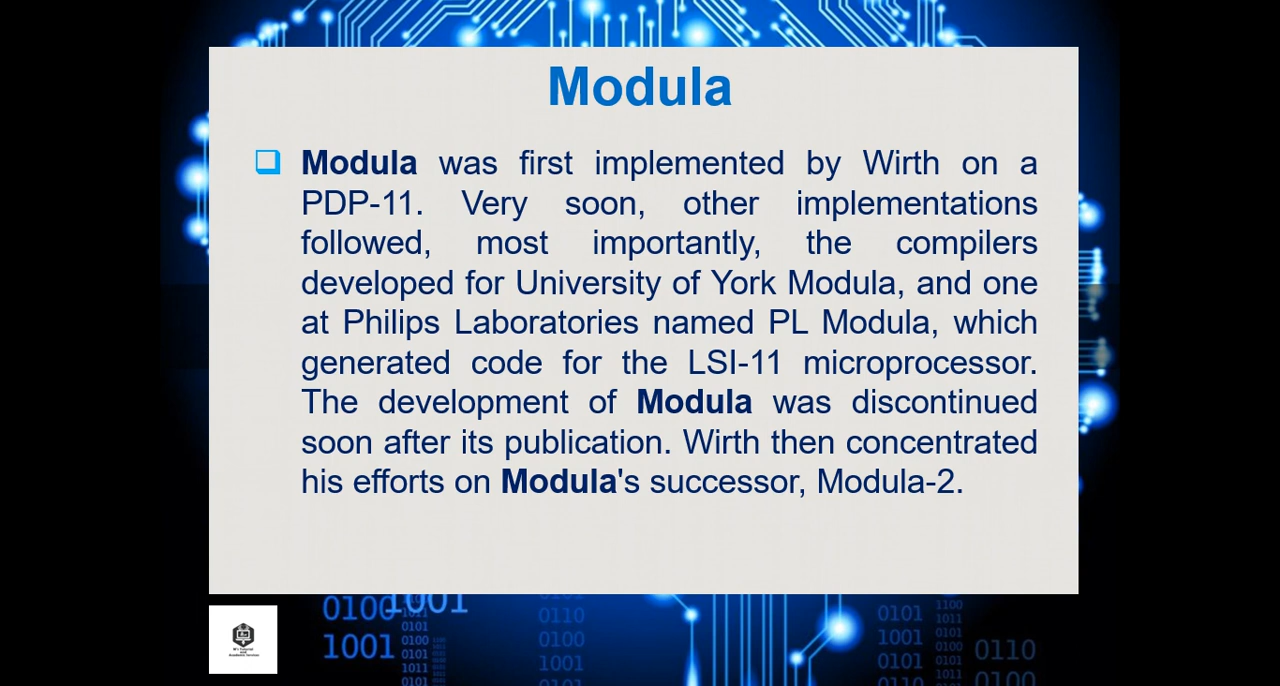 Modula
❑ Modula was first implemented by Wirth on a
PDP-11. Very soon, other implementations
followed, most importantly, the compilers
developed for University of York Modula, and one
at Philips Laboratories named PL Modula, which
generated code for the LSI-11 microprocessor.
The development of Modula was discontinued
soon after its publication. Wirth then concentrated
his efforts on Modula's successor, Modula-2.
0100 1001
1001
0110
0100
1001
0101
1001
0101
0110